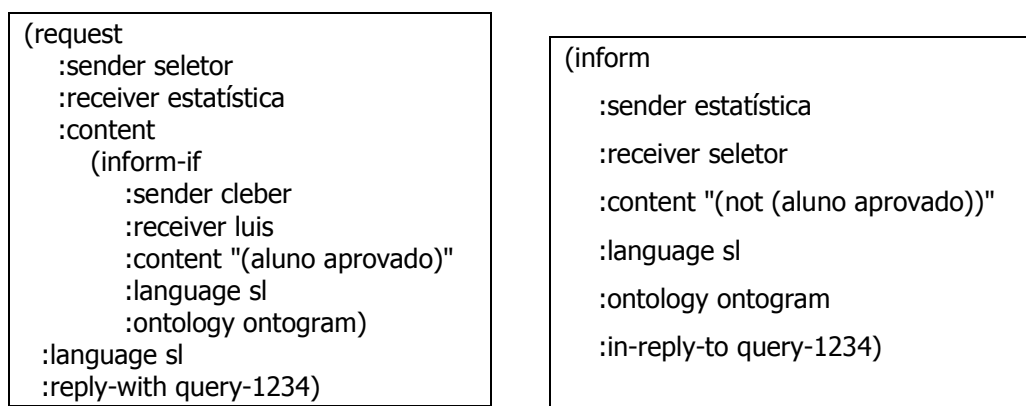 (request
:sender seletor
:receiver estatística
:content
(inform-if
:sender cleber
:receiver luis
:content "(aluno aprovado)"
:language sl
:ontology ontogram)
:language sl
:reply-with query-1234)
(inform
:sender estatística
:receiver seletor
:content "(not (aluno aprovado))"
:language sl
:ontology ontogram
:in-reply-to query-1234)